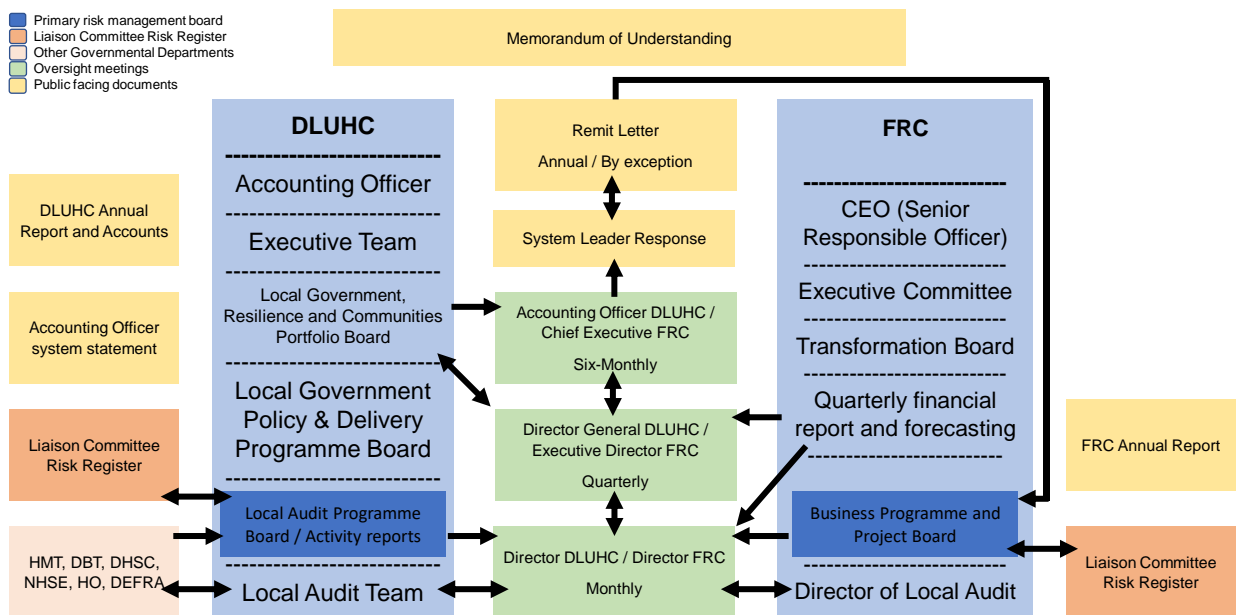 Primary risk management board
Liaison Committee Risk Register
Other Governmental Departments
Oversight meetings
Public facing documents
Memorandum of Understanding
DLUHC Annual
Report and Accounts
Accounting Officer
system statement
Liaison Committee
Risk Register
HMT, DBT, DHSC,
NHSE, HO, DEFRA
DLUHC
Accounting Officer
Executive Team
Local Government,
Resilience and Communities
Portfolio Board
Local Government
Policy & Delivery
Programme Board
Local Audit Programme
Board / Activity reports
Local Audit Team
Remit Letter
Annual / By exception
System Leader Response
Accounting Officer DLUHC /
Chief Executive FRC
Six-Monthly
Director General DLUHC /
Executive Director FRC
Quarterly
Director DLUHC / Director FRC
Monthly
FRC
CEO (Senior
Responsible Officer)
Executive Committee
Transformation Board
Quarterly financial
report and forecasting
Business Programme and
Project Board
Director of Local Audit
FRC Annual Report
Liaison Committee
Risk Register